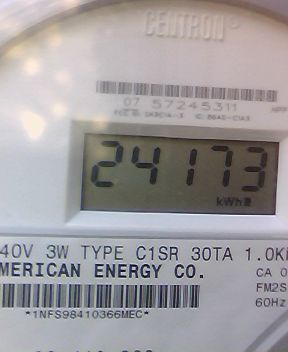 CENTRON®
07 57245311
24173
kWh
40V 3W TYPE C1SR 30TA 1.0K
MERICAN ENERGY CO.
CA 0
FM2S
60Hz
*1NFS98410366MEC*